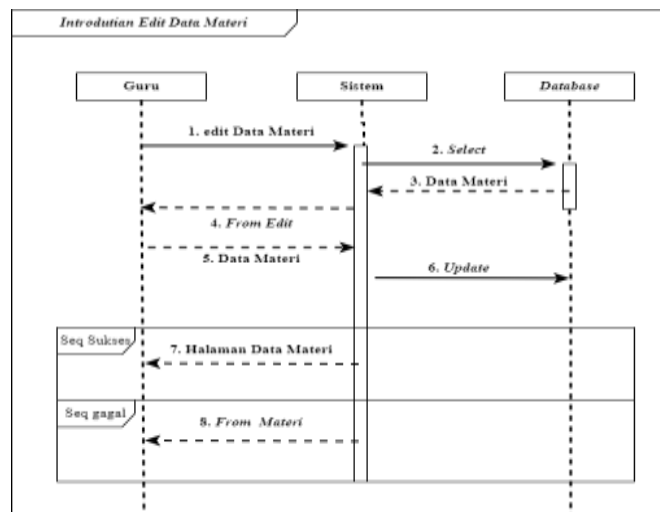 Introdutian Edit Data Materi
Guru
Sistem
Database
1. edit Data Materi
2. Select
3. Data Materi
4. From Edit
5. Data Materi
6. Update
Seq Sukses
7. Halaman Data Materi
Seq gagal
8. From Materi